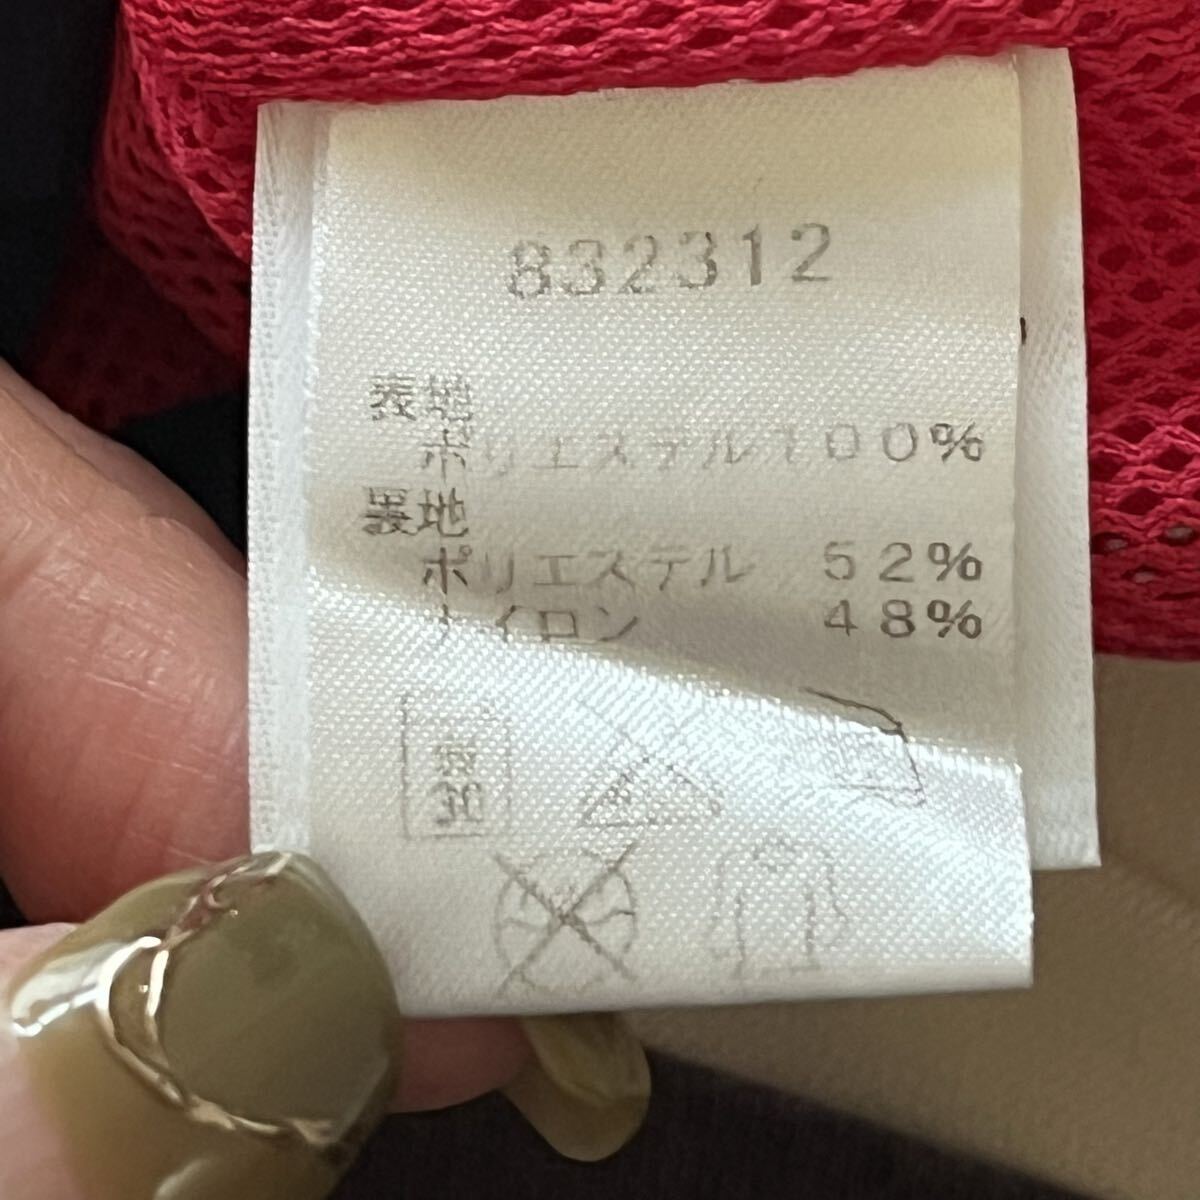 832312
表地
ポリエステル100%
裏地
ポリエステル 52%
ナイロン 48%